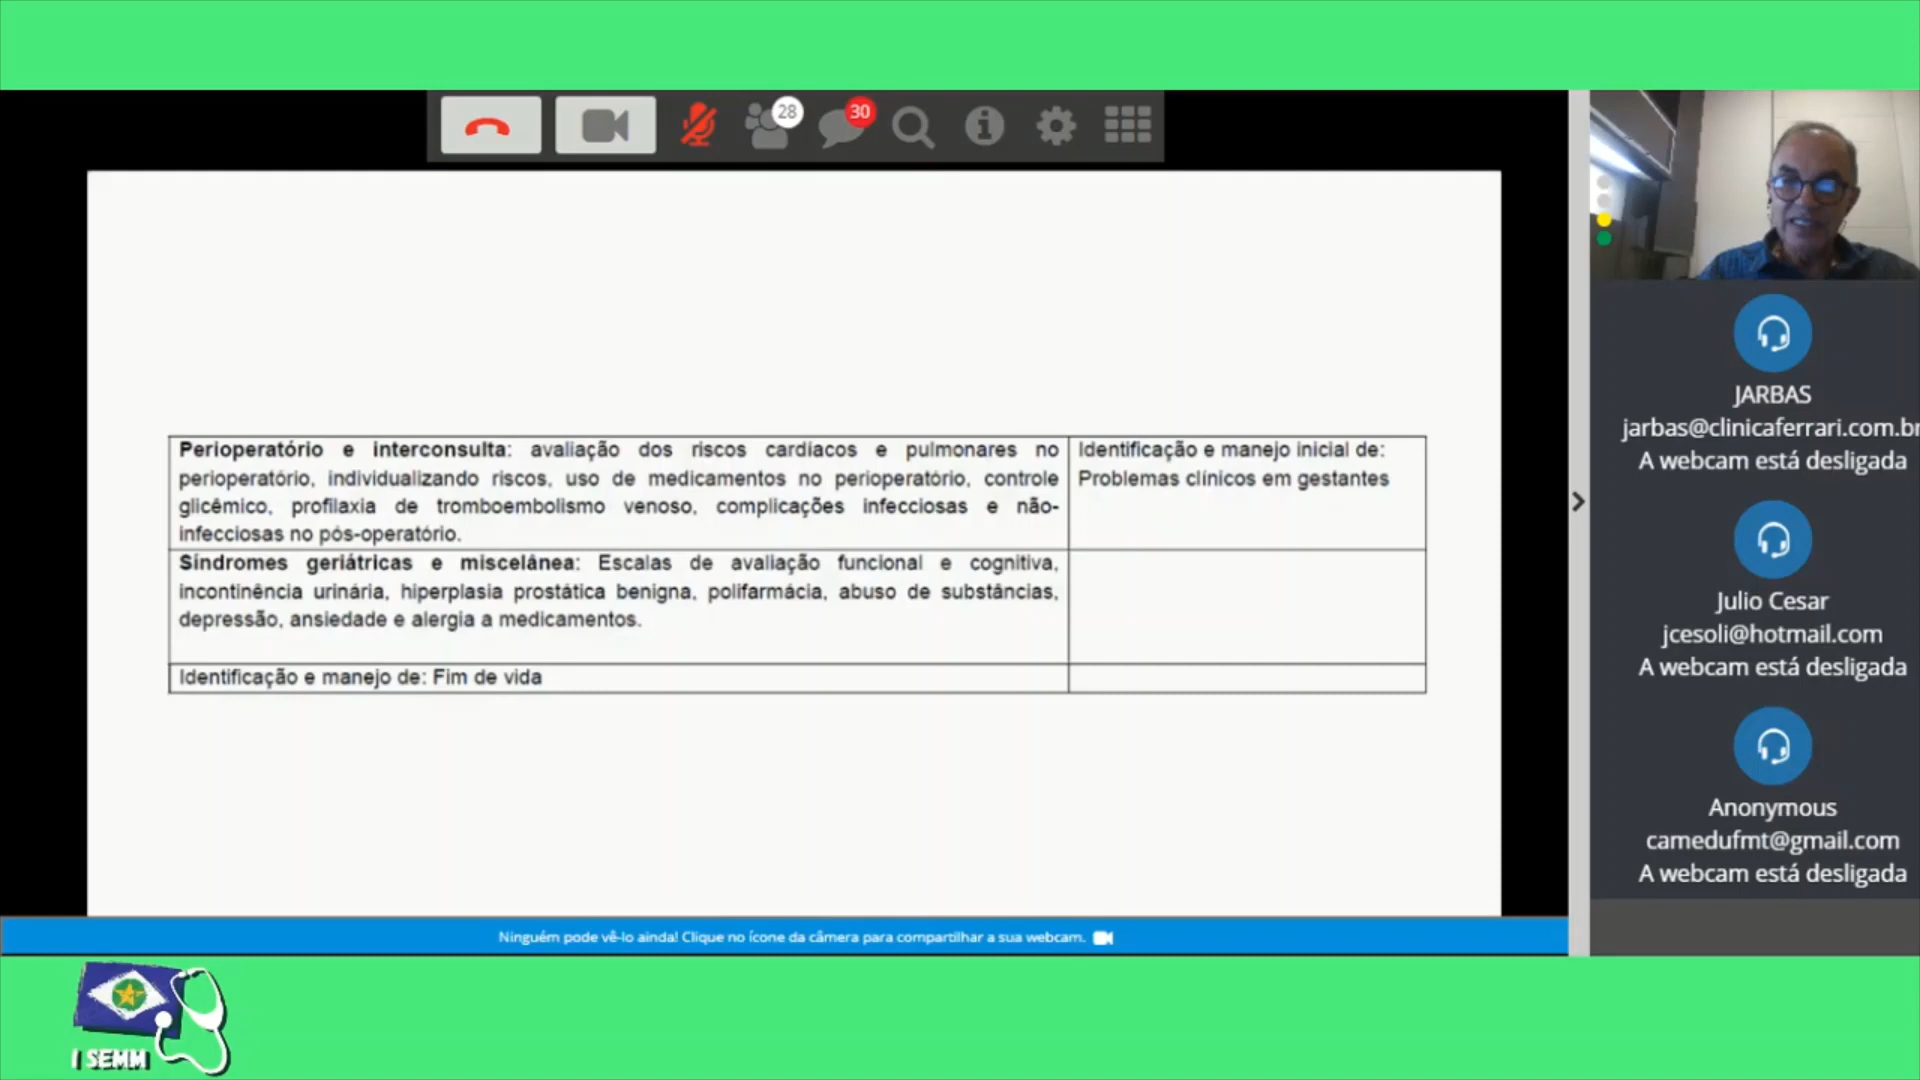 28
30
Perioperatório e interconsulta: avaliação dos riscos cardíacos e pulmonares no
perioperatório, individualizando riscos, uso de medicamentos no perioperatório, controle
glicêmico, profilaxia de tromboembolismo venoso, complicações infecciosas e não-
infecciosas no pós-operatório.
Identificação e manejo inicial de:
Problemas clínicos em gestantes
Síndromes geriátricas e miscelânea: Escalas de avaliação funcional e cognitiva,
incontinência urinária, hiperplasia prostática benigna, polifarmácia, abuso de substâncias,
depressão, ansiedade e alergia a medicamentos.
Identificação e manejo de: Fim de vida
JARBAS
jarbas@clinicaferrari.com.br
A webcam está desligada
Julio Cesar
jcesoli@hotmail.com
A webcam está desligada
Anonymous
camedufmt@gmail.com
A webcam está desligada
Ninguém pode vê-lo ainda! Clique no ícone da câmera para compartilhar a sua webcam.
I SEMM